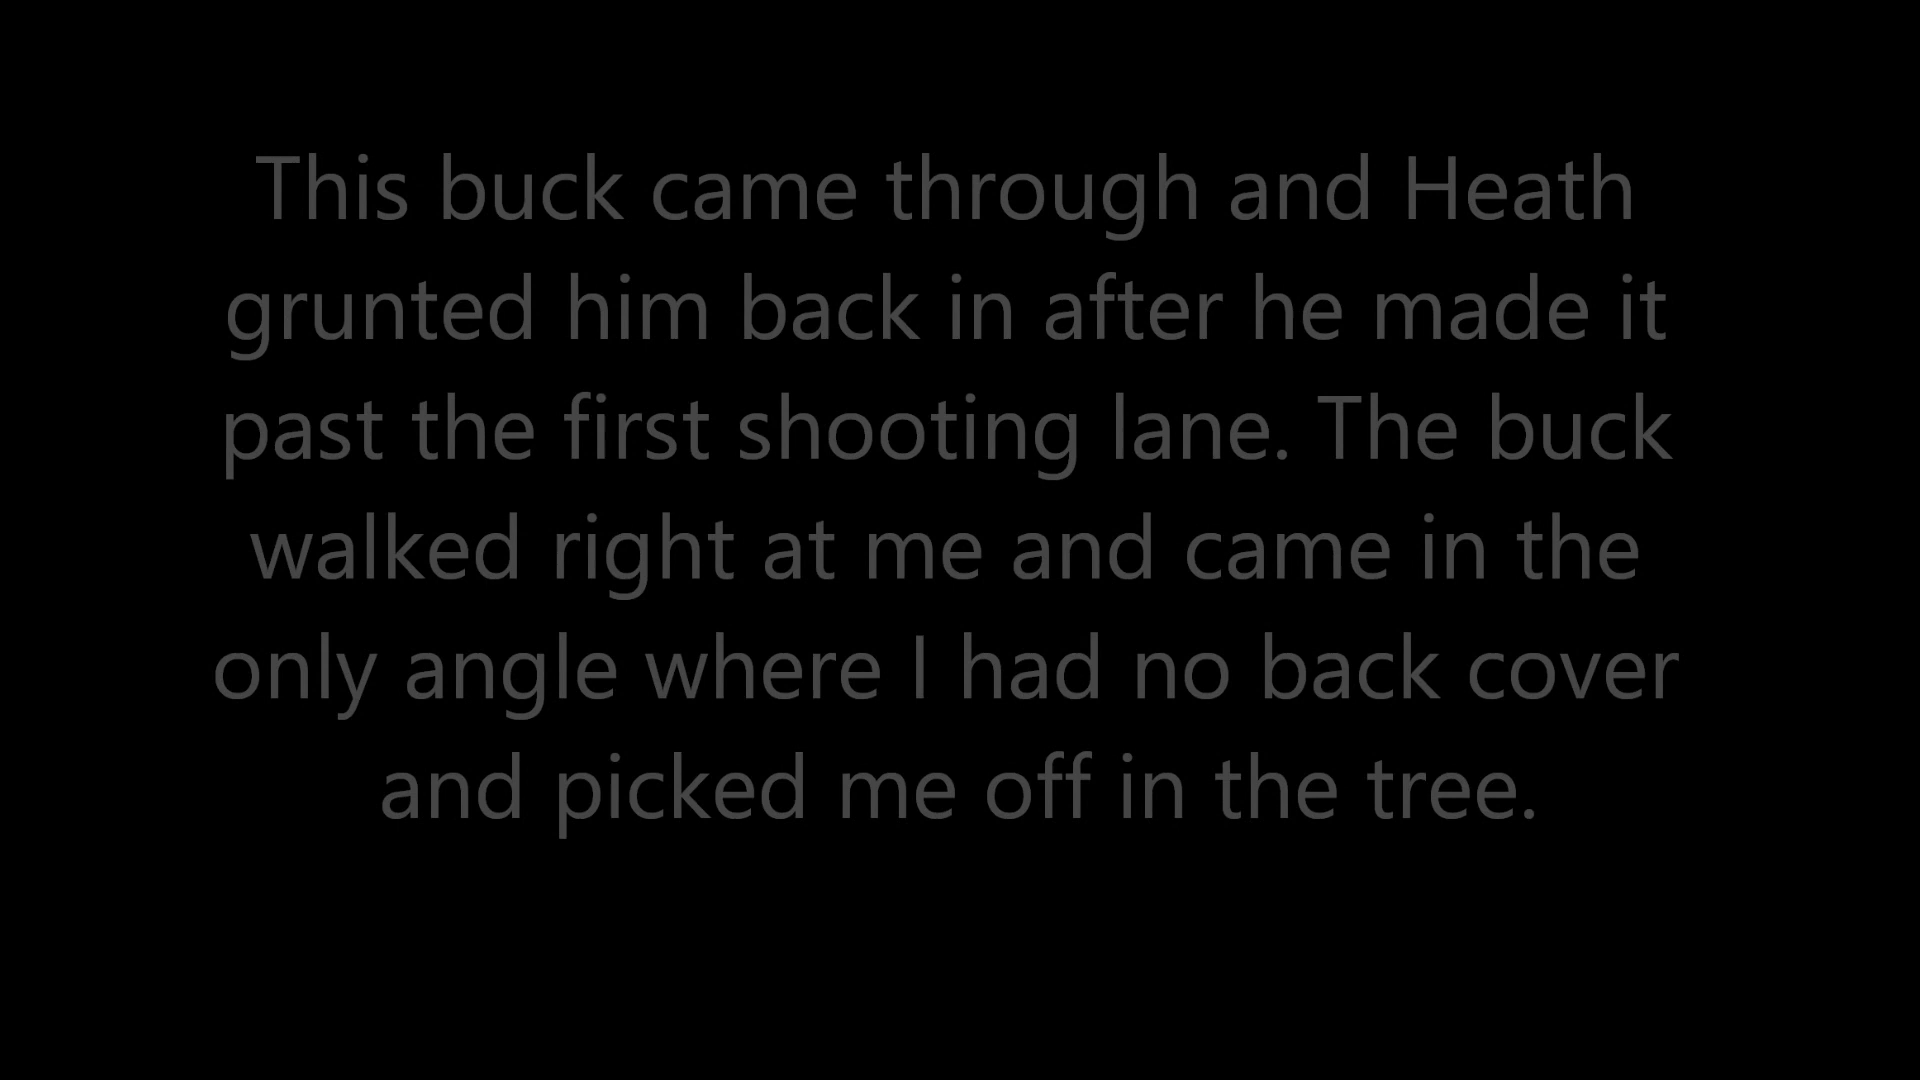 This buck came through and Heath
grunted him back in after he made it
past the first shooting lane. The buck
walked right at me and came in the
only angle where I had no back cover
and picked me off in the tree.